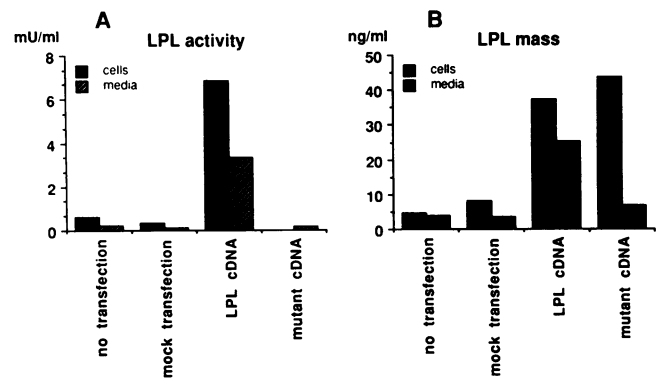 A
mU/ml
LPL activity
8
6
4
2
0
cells
media
no transfection
mock transfection
LPL cDNA
mutant cDNA
B
ng/ml
LPL mass
50
40
30
20
10
0
cells
media
no transfection
mock transfection
LPL cDNA
mutant cDNA